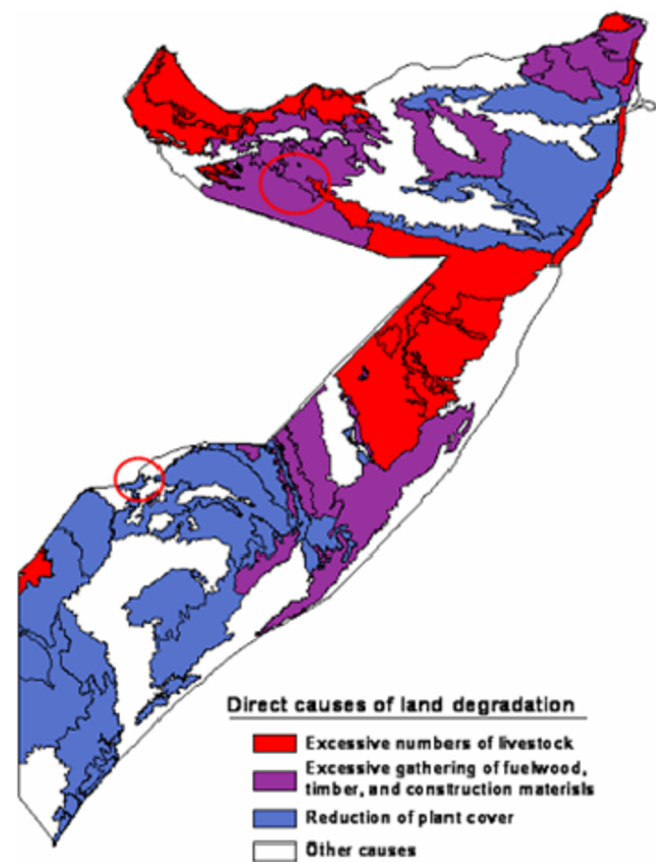 Direct causes of land degradation
Excessive numbers of livestock
Excessive gathering of fuelwood,
timber, and construction materisls
Reduction of plant cover
Other causes